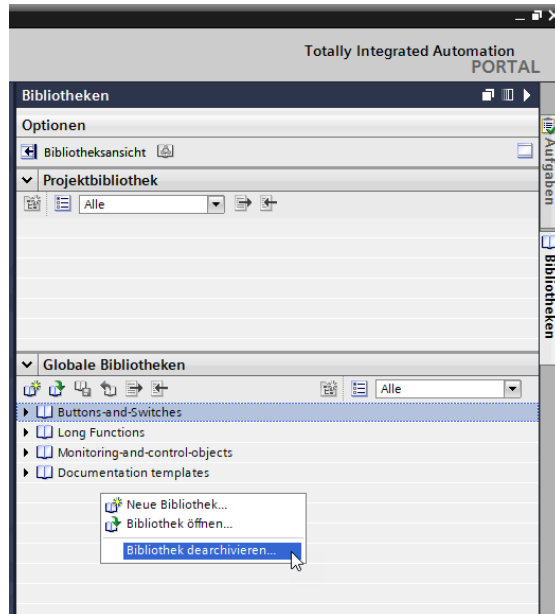 Totally Integrated Automation
PORTAL
Bibliotheken
Optionen
Bibliotheksansicht
Projektbibliothek
Alle
Globale Bibliotheken
Alle
Buttons-and-Switches
Long Functions
Monitoring-and-control-objects
Documentation templates
Neue Bibliothek...
Bibliothek öffnen...
Bibliothek dearchivieren...
Aufgaben
Bibliotheken